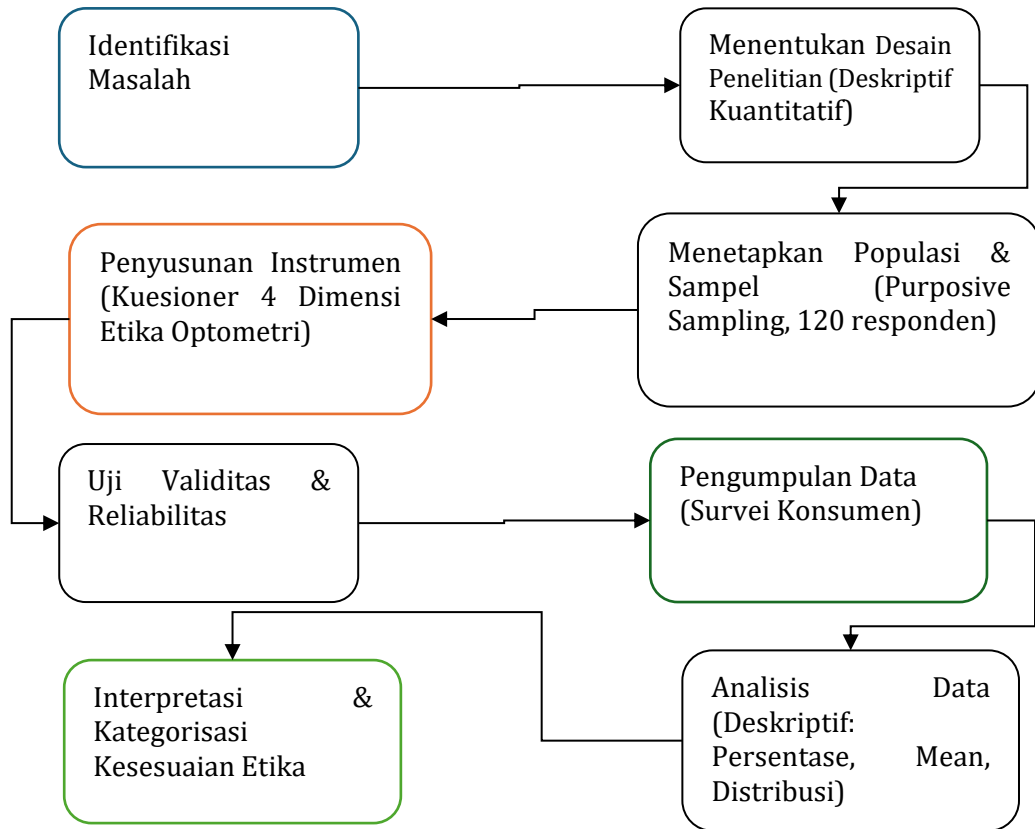 Identifikasi
Masalah
Menentukan Desain
Penelitian (Deskriptif
Kuantitatif)
Menetapkan Populasi &
Sampel (Purposive
Sampling, 120 responden)
Penyusunan Instrumen
(Kuesioner 4 Dimensi
Etika Optometri)
Uji Validitas &
Reliabilitas
Pengumpulan Data
(Survei Konsumen)
Analisis Data
(Deskriptif:
Persentase, Mean,
Distribusi)
Interpretasi &
Kategorisasi
Kesesuaian Etika